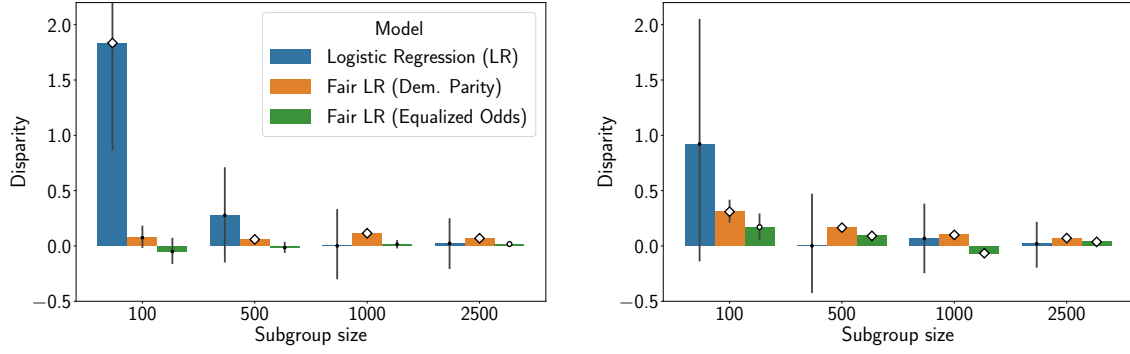 2.0
1.5
1.0
0.5
0.0
−0.5
Disparity
100
500
1000
2500
Subgroup size
Model
Logistic Regression (LR)
Fair LR (Dem. Parity)
Fair LR (Equalized Odds)
2.0
1.5
1.0
0.5
0.0
−0.5
Disparity
100
500
1000
2500
Subgroup size